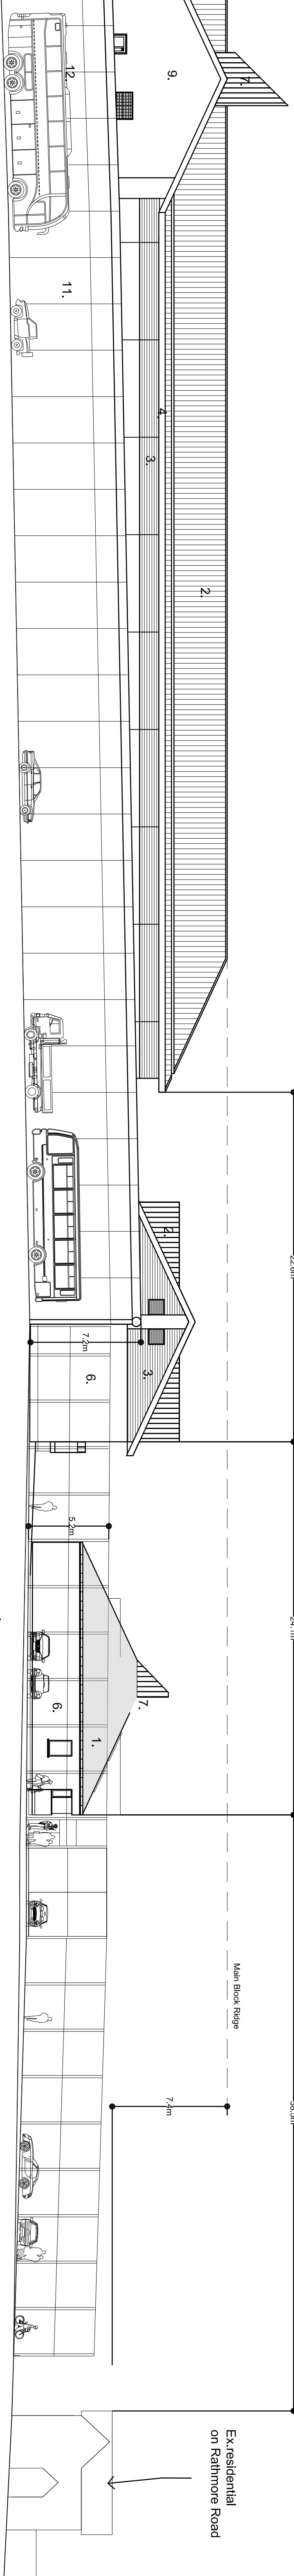 12.
9.
7.
11.
4.
3.
2.
2.
3.
7.2m
6.
5.2m
7.
6.
1.
Main Block Ridge
7.4m
Ex.residential
on Rathmore Road